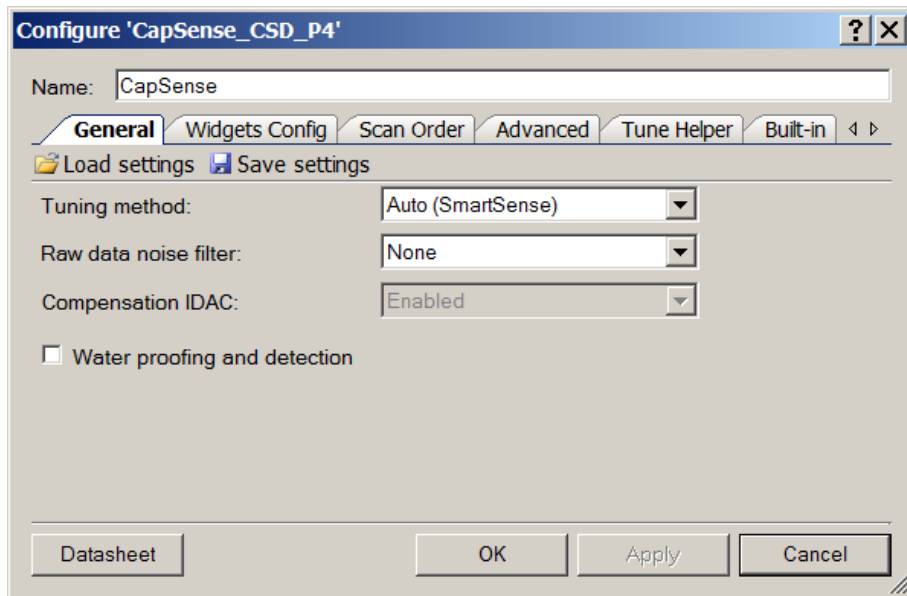 Configure 'CapSense_CSD_P4'
Name: CapSense
General Widgets Config Scan Order Advanced Tune Helper Built-in
Load settings Save settings
Tuning method: Auto (SmartSense)
Raw data noise filter: None
Compensation IDAC: Enabled
Water proofing and detection
Datasheet OK Apply Cancel